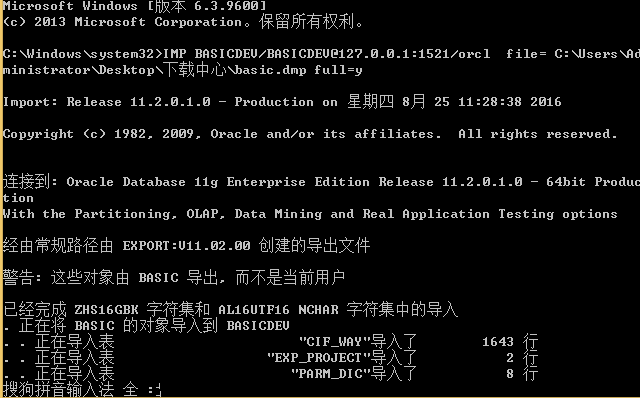 Microsoft Windows [版本 6.3.9600]
(c) 2013 Microsoft Corporation。保留所有权利。
C:\Windows\system32>IMP BASICDEV/BASICDEV@127.0.0.1:1521/orcl  file= C:\Users\Ad
ministrator\Desktop\下载中心\basic.dmp full=y
Import: Release 11.2.0.1.0 - Production on 星期四 8月 25 11:28:38 2016
Copyright (c) 1982, 2009, Oracle and/or its affiliates.  All rights reserved.
连接到: Oracle Database 11g Enterprise Edition Release 11.2.0.1.0 - 64bit Produc
tion
With the Partitioning, OLAP, Data Mining and Real Application Testing options
经由常规路径由 EXPORT:V11.02.00 创建的导出文件
警告: 这些对象由 BASIC 导出, 而不是当前用户
已经完成 ZHS16GBK 字符集和 AL16UTF16 NCHAR 字符集中的导入
. 正在将 BASIC 的对象导入到 BASICDEV
. . 正在导入表 "CIF_WAY"导入了 1643 行
. . 正在导入表 "EXP_PROJECT"导入了 2 行
. . 正在导入表 "PARM_DIC"导入了 8 行
搜狗拼音输入法 全 :